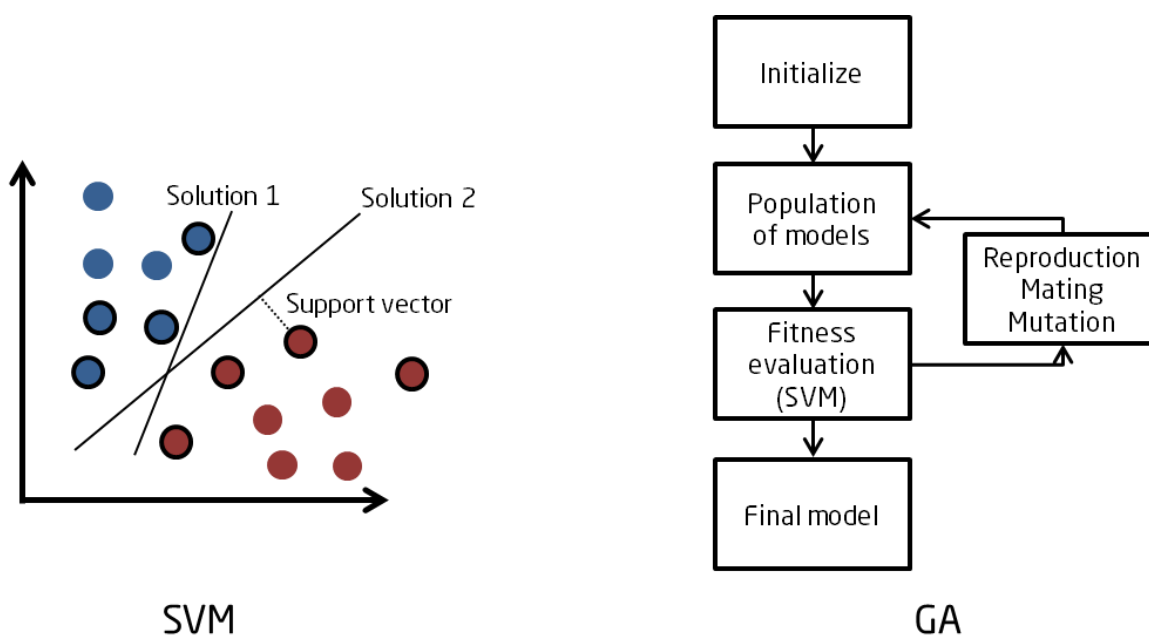 Solution 1
Solution 2
Support vector
SVM
Initialize
Population
of models
Reproduction
Mating
Mutation
Fitness
evaluation
(SVM)
Final model
GA